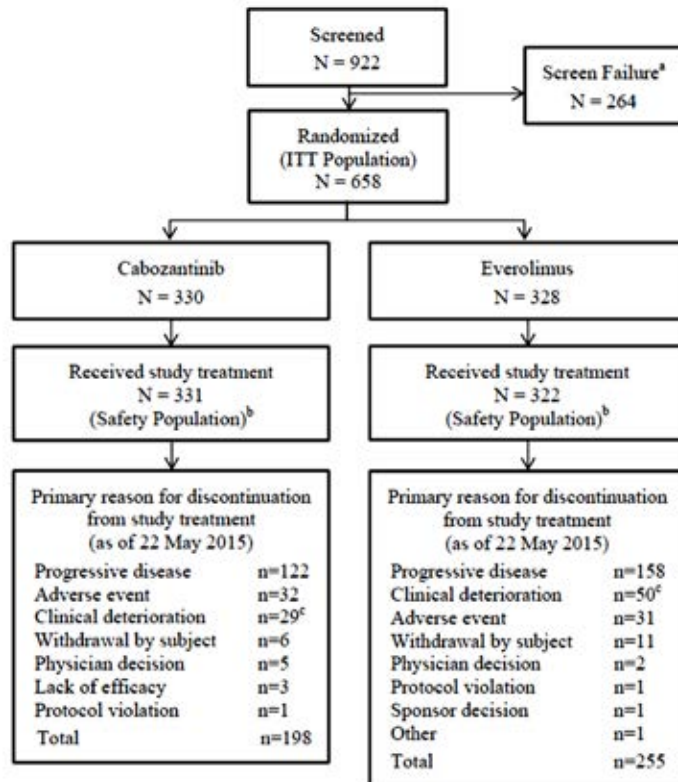 Screened
N = 922
Screen Failureᵃ
N = 264
Randomized
(ITT Population)
N = 658
Cabozantinib
N = 330
Everolimus
N = 328
Received study treatment
N = 331
(Safety Population)ᵇ
Received study treatment
N = 322
(Safety Population)ᵇ
Primary reason for discontinuation
from study treatment
(as of 22 May 2015)
Progressive disease n=122
Adverse event n=32
Clinical deterioration n=29ᶜ
Withdrawal by subject n=6
Physician decision n=5
Lack of efficacy n=3
Protocol violation n=1
Total n=198
Primary reason for discontinuation
from study treatment
(as of 22 May 2015)
Progressive disease n=158
Clinical deterioration n=50ᶜ
Adverse event n=31
Withdrawal by subject n=11
Physician decision n=2
Protocol violation n=1
Sponsor decision n=1
Other n=1
Total n=255